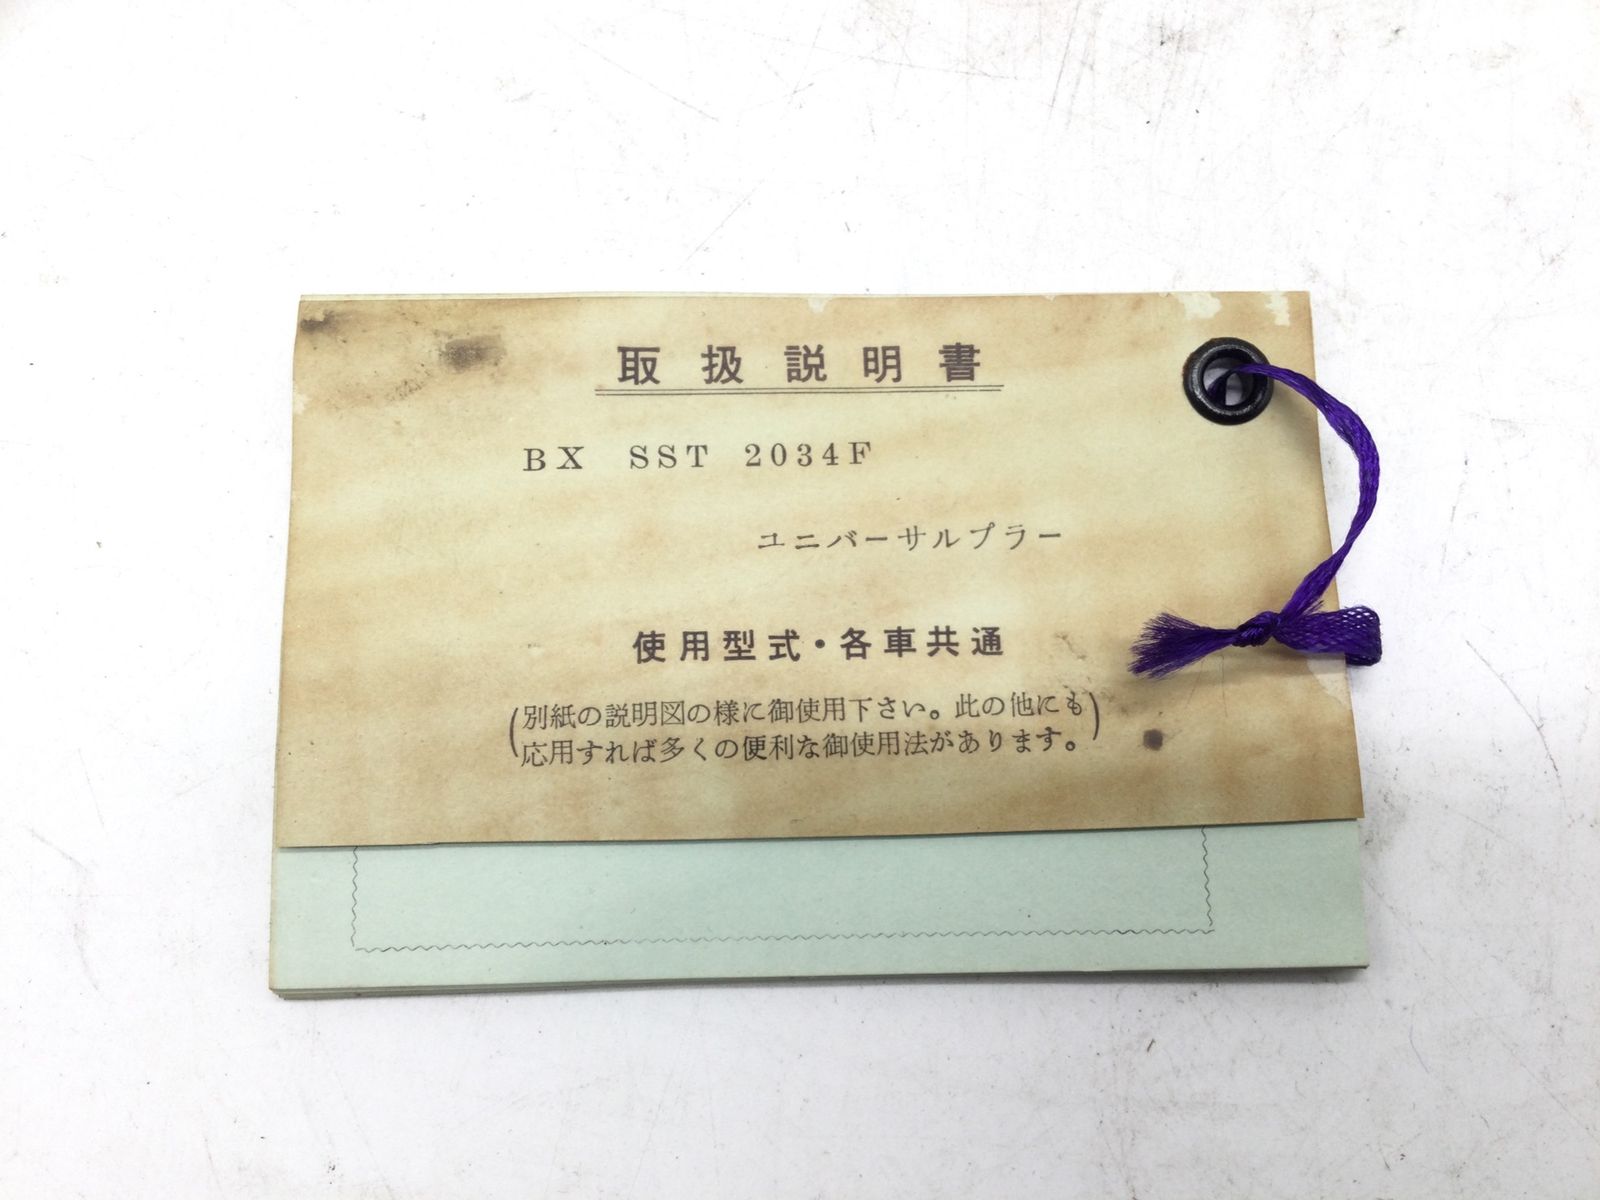 取扱説明書
BX SST 2034F
ユニバーサルプラー
使用型式・各車共通
(別紙の説明図の様に御使用下さい。此の他にも
応用すれば多くの便利な御使用法があります。)